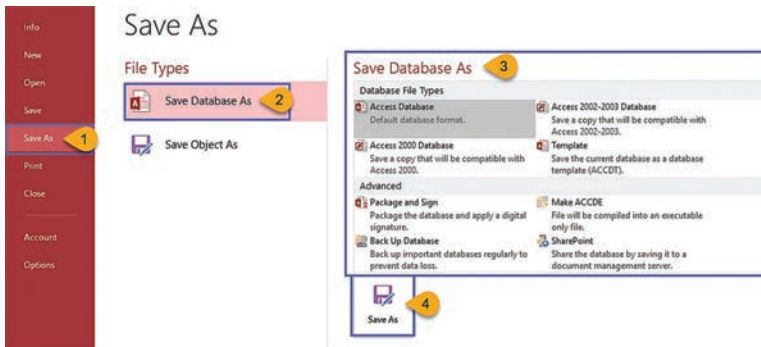 Info
New
Open
Save
Save As
Print
Close
Account
Options
Save As
File Types
Save Database As
Save Object As
Save Database As
Database File Types
Access Database
Default database format.
Access 2002-2003 Database
Save a copy that will be compatible with
Access 2002-2003.
Access 2000 Database
Save a copy that will be compatible with
Access 2000.
Template
Save the current database as a database
template (ACCDT).
Advanced
Package and Sign
Package the database and apply a digital
signature.
Make ACCDE
File will be compiled into an executable
only file.
Back Up Database
Back up important databases regularly to
prevent data loss.
SharePoint
Share the database by saving it to a
document management server.
Save As
1
2
3
4